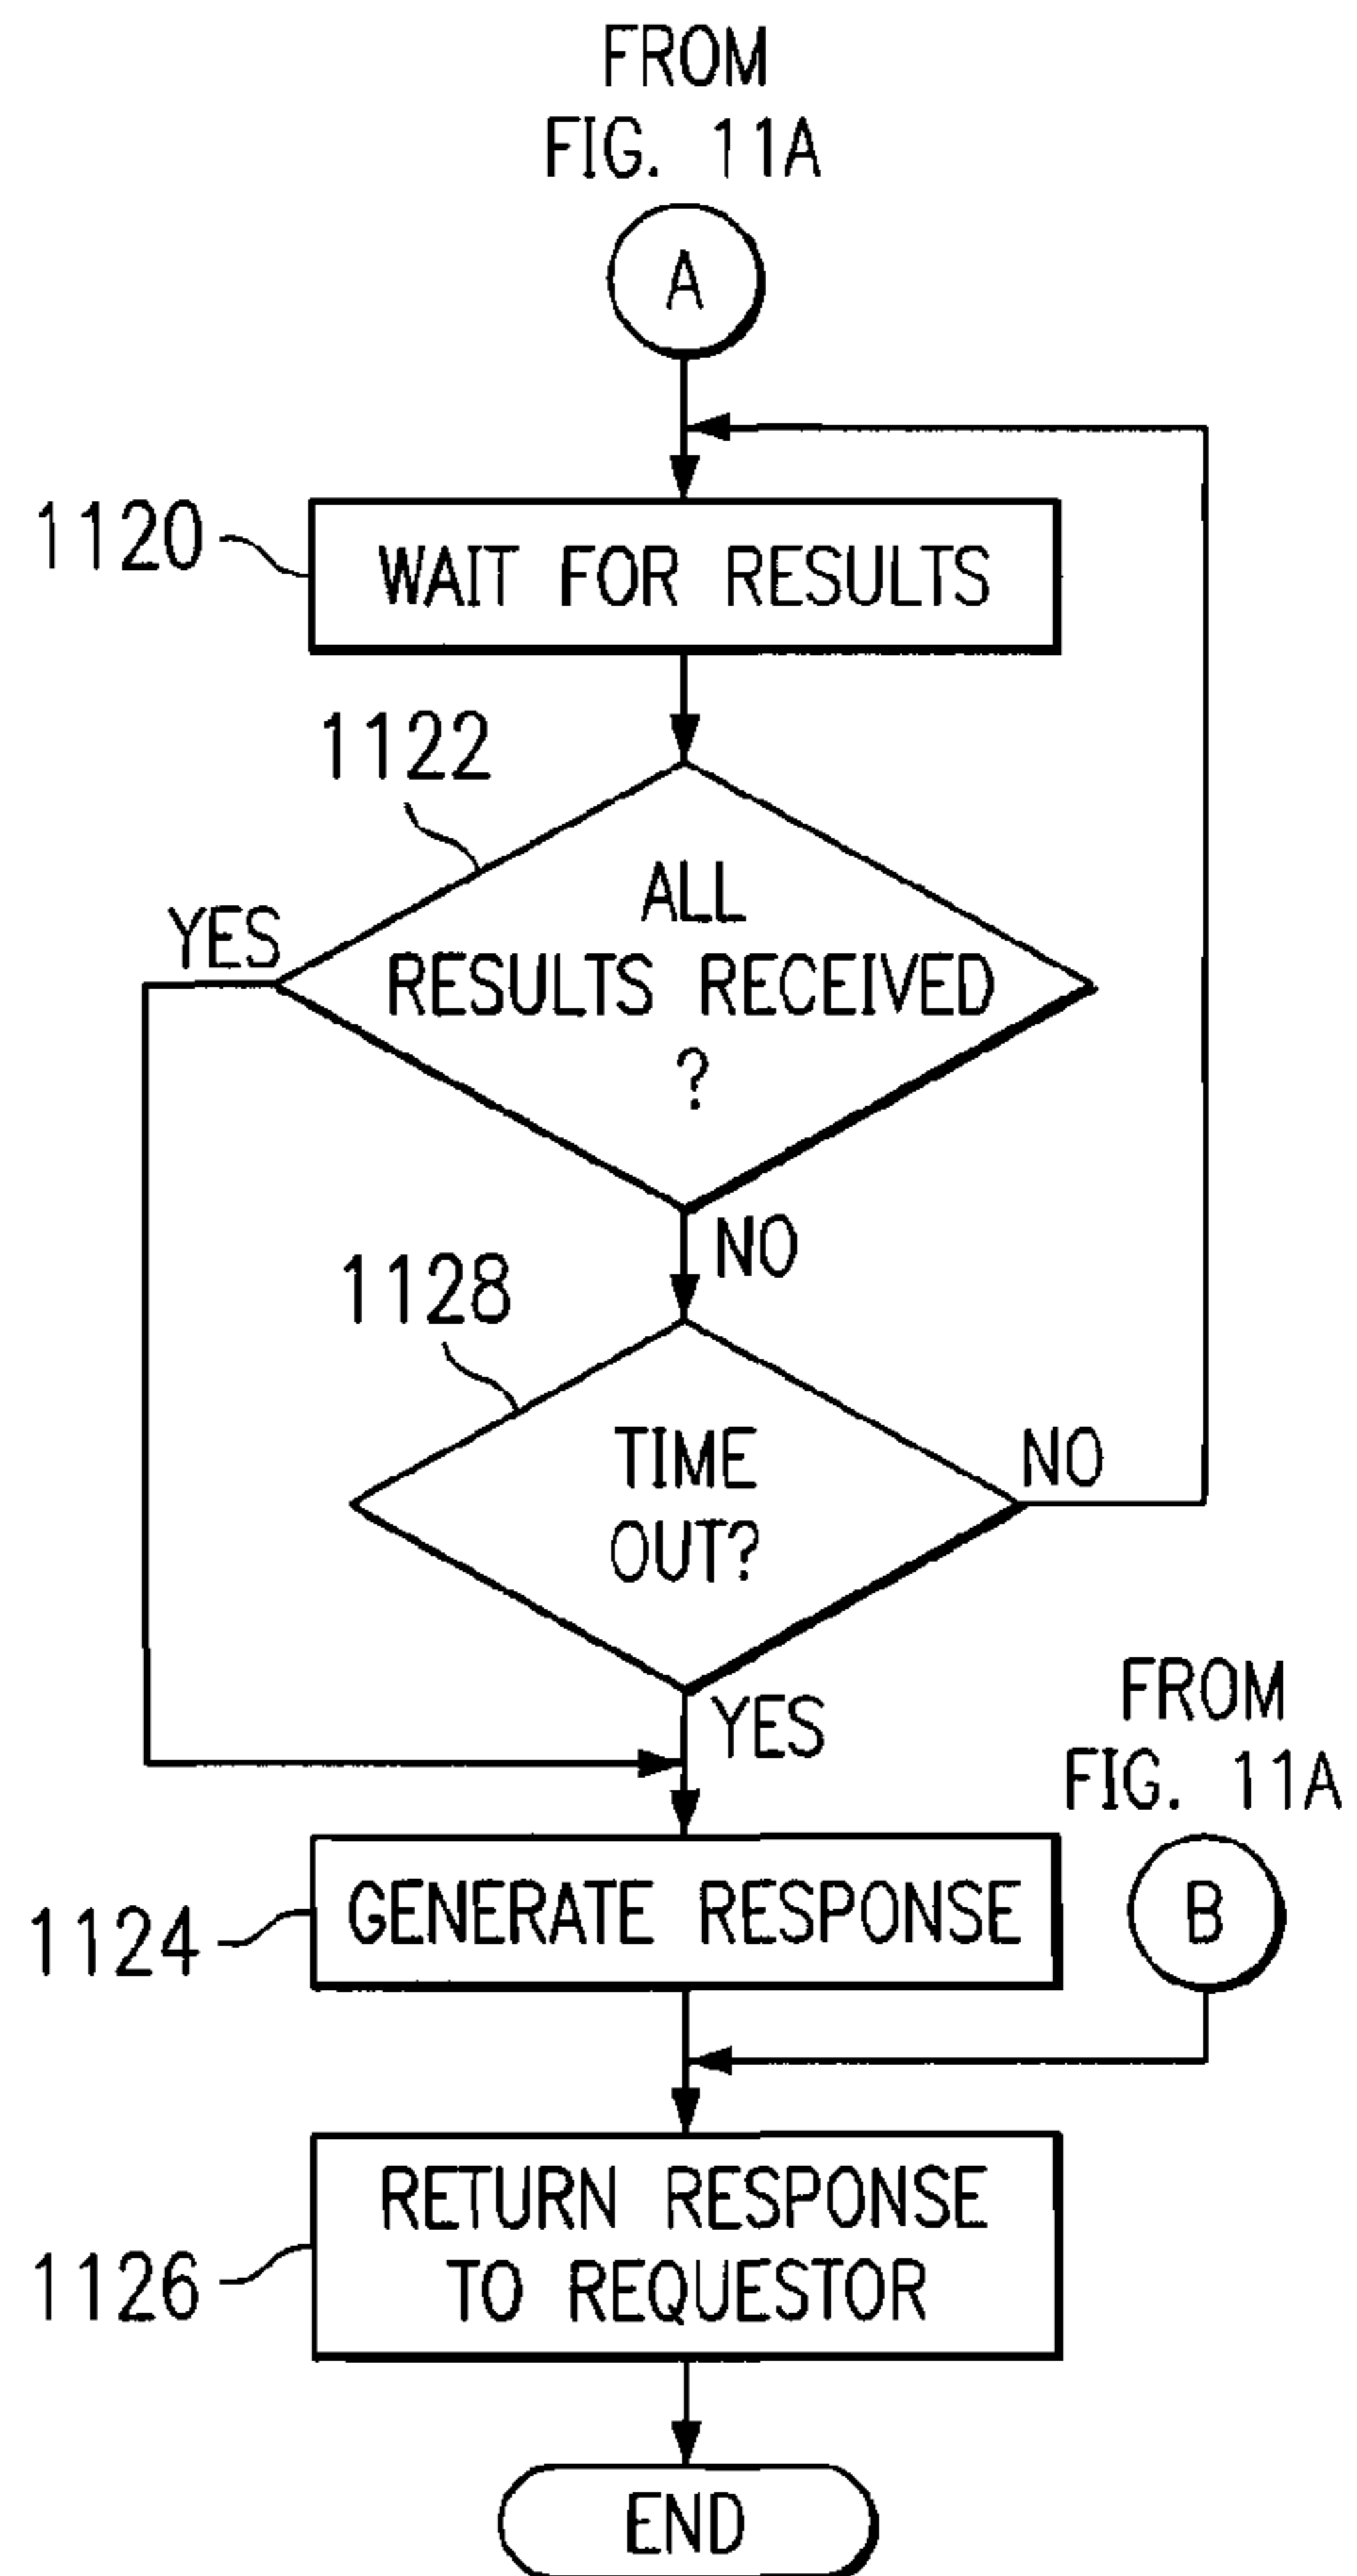 FROM
FIG. 11A
A
1120
WAIT FOR RESULTS
1122
YES
ALL
RESULTS RECEIVED
?
NO
1128
TIME
OUT?
NO
YES
FROM
FIG. 11A
B
1124
GENERATE RESPONSE
1126
RETURN RESPONSE
TO REQUESTOR
END